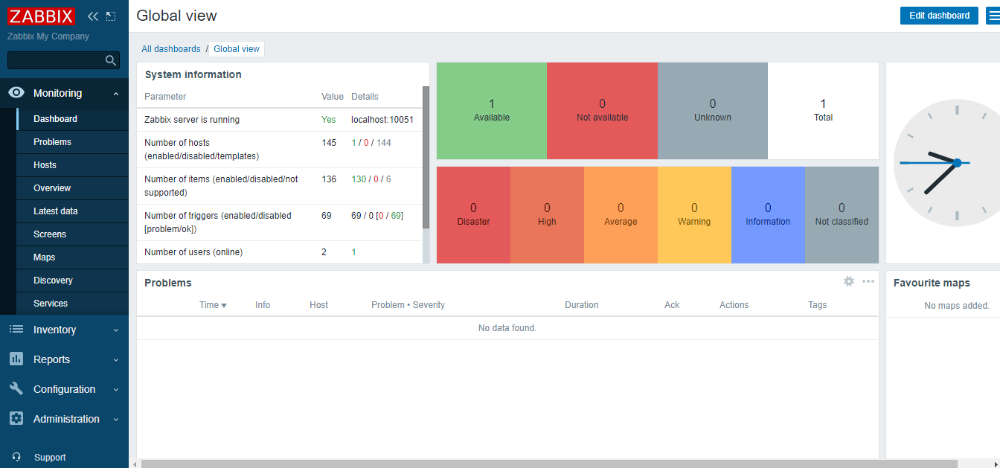 ZABBIX
Zabbix My Company
Monitoring
Dashboard
Problems
Hosts
Overview
Latest data
Screens
Maps
Discovery
Services
Inventory
Reports
Configuration
Administration
Support
Global view
Edit dashboard
All dashboards / Global view
System information
Parameter Value Details
Zabbix server is running Yes localhost:10051
Number of hosts
(enabled/disabled/templates) 145 1 / 0 / 144
Number of items (enabled/disabled/not
supported) 136 130 / 0 / 6
Number of triggers (enabled/disabled
[problem/ok]) 69 69 / 0 [0 / 69]
Number of users (online) 2 1
1 0 0 1
Available Not available Unknown Total
0 0 0 0 0 0
Disaster High Average Warning Information Not classified
Problems
Time Info Host Problem • Severity Duration Ack Actions Tags
No data found.
Favourite maps
No maps added.